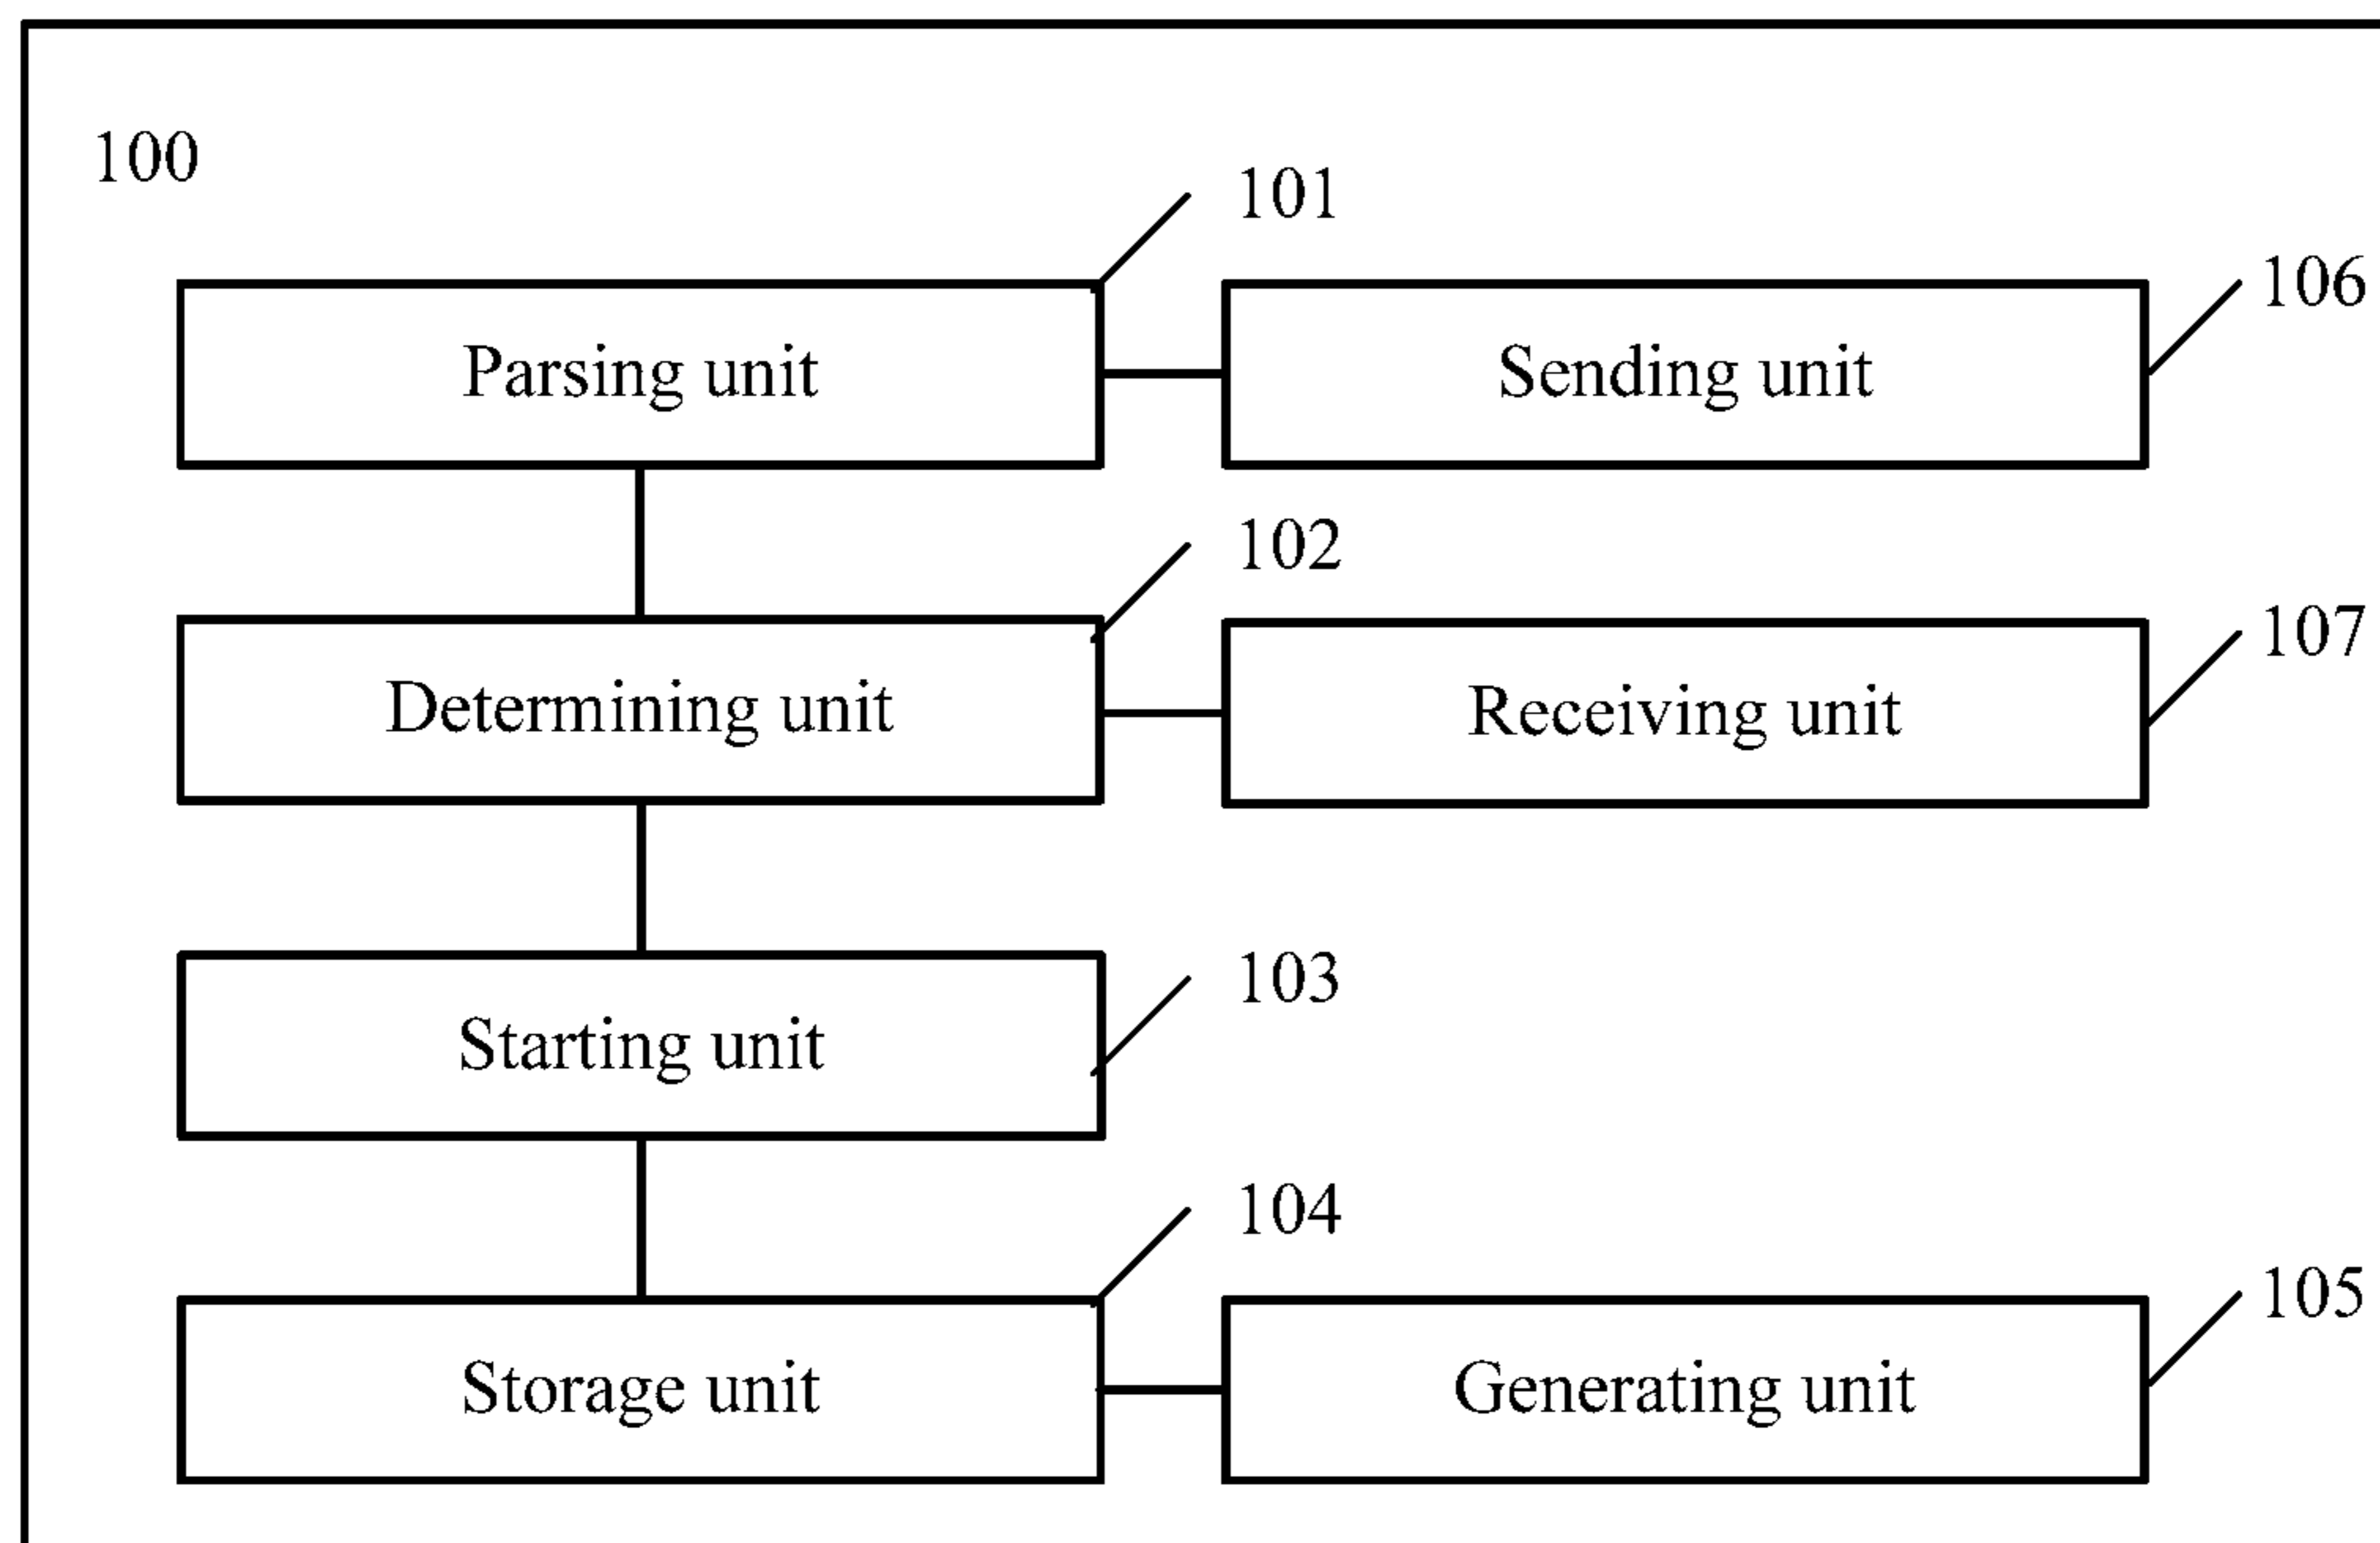 100
101
106
Parsing unit
Sending unit
102
107
Determining unit
Receiving unit
103
Starting unit
104
105
Storage unit
Generating unit